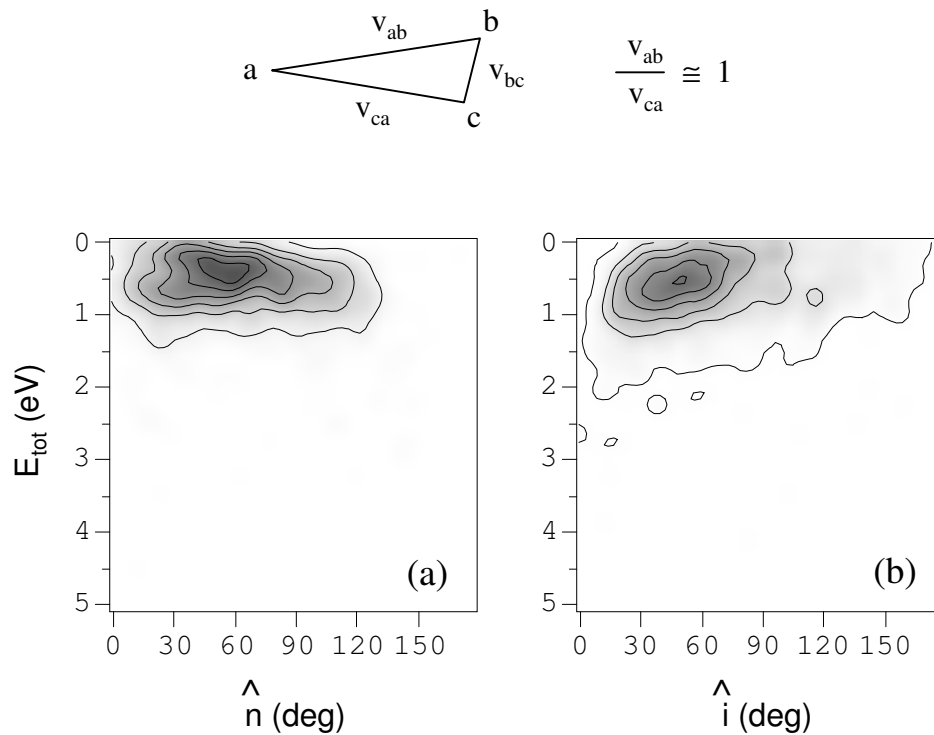 b
v_ab
a
v_bc
v_ca
c
v_ab
≅ 1
v_ca
0
1
2
3
4
5
E_tot (eV)
(a)
0 30 60 90 120 150
n̂ (deg)
0
1
2
3
4
5
(b)
0 30 60 90 120 150
î (deg)